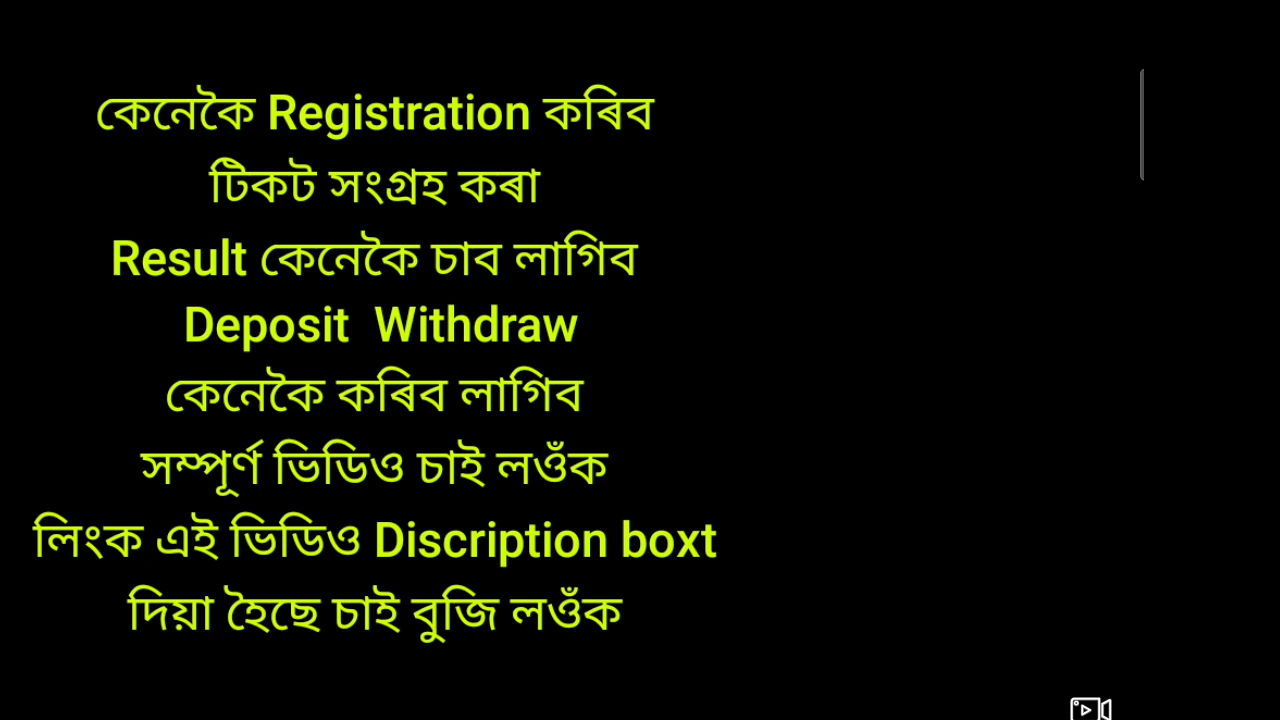 কেনেকৈ Registration কৰিব
টিকট সংগ্ৰহ কৰা
Result কেনেকৈ চাব লাগিব
Deposit  Withdraw
কেনেকৈ কৰিব লাগিব
সম্পূৰ্ণ ভিডিও চাই লওঁক
লিংক এই ভিডিও Discription boxt
দিয়া হৈছে চাই বুজি লওঁক